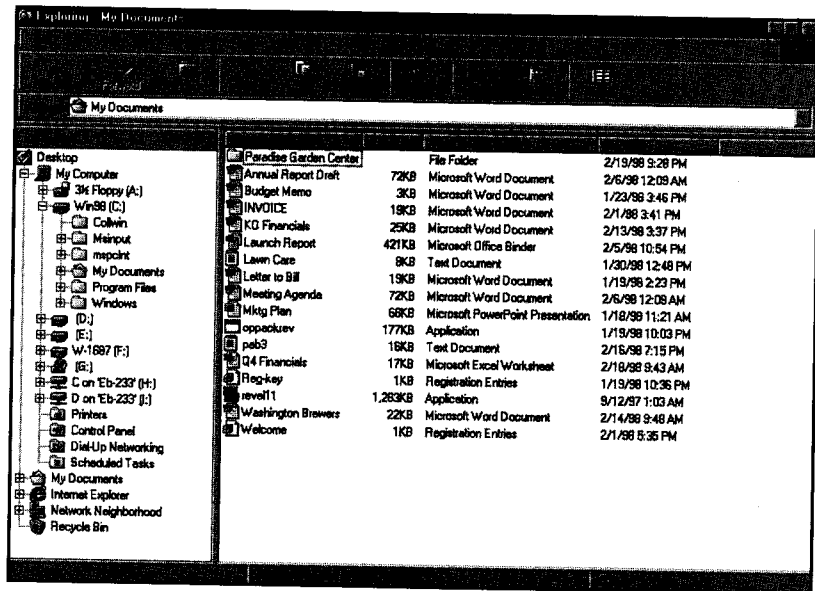 Exploring - My Documents
My Documents
Desktop
My Computer
3½ Floppy (A:)
Win98 (C:)
Collwin
Msinput
mspclnt
My Documents
Program Files
Windows
(D:)
(E:)
W-1687 (F:)
(G:)
C on 'Eb-233' (H:)
D on 'Eb-233' (I:)
Printers
Control Panel
Dial-Up Networking
Scheduled Tasks
My Documents
Internet Explorer
Network Neighborhood
Recycle Bin
Paradise Garden Center File Folder 2/19/98 9:28 PM
Annual Report Draft 72KB Microsoft Word Document 2/6/98 12:09 AM
Budget Memo 3KB Microsoft Word Document 1/23/98 3:46 PM
INVOICE 19KB Microsoft Word Document 2/1/98 3:41 PM
KG Financials 25KB Microsoft Word Document 2/13/98 3:37 PM
Launch Report 421KB Microsoft Office Binder 2/5/98 10:54 PM
Lawn Care 8KB Text Document 1/30/98 12:48 PM
Letter to Bill 19KB Microsoft Word Document 1/19/98 2:23 PM
Meeting Agenda 72KB Microsoft Word Document 2/6/98 12:09 AM
Mktg Plan 66KB Microsoft PowerPoint Presentation 1/18/98 11:21 AM
oppackrev 177KB Application 1/19/98 10:03 PM
pab3 16KB Text Document 2/16/98 7:15 PM
Q4 Financials 17KB Microsoft Excel Worksheet 2/16/98 9:43 AM
Reg-key 1KB Registration Entries 1/19/98 10:36 PM
revel11 1,283KB Application 9/12/97 1:03 AM
Washington Brewers 22KB Microsoft Word Document 2/14/98 9:48 AM
Welcome 1KB Registration Entries 2/1/98 5:35 PM